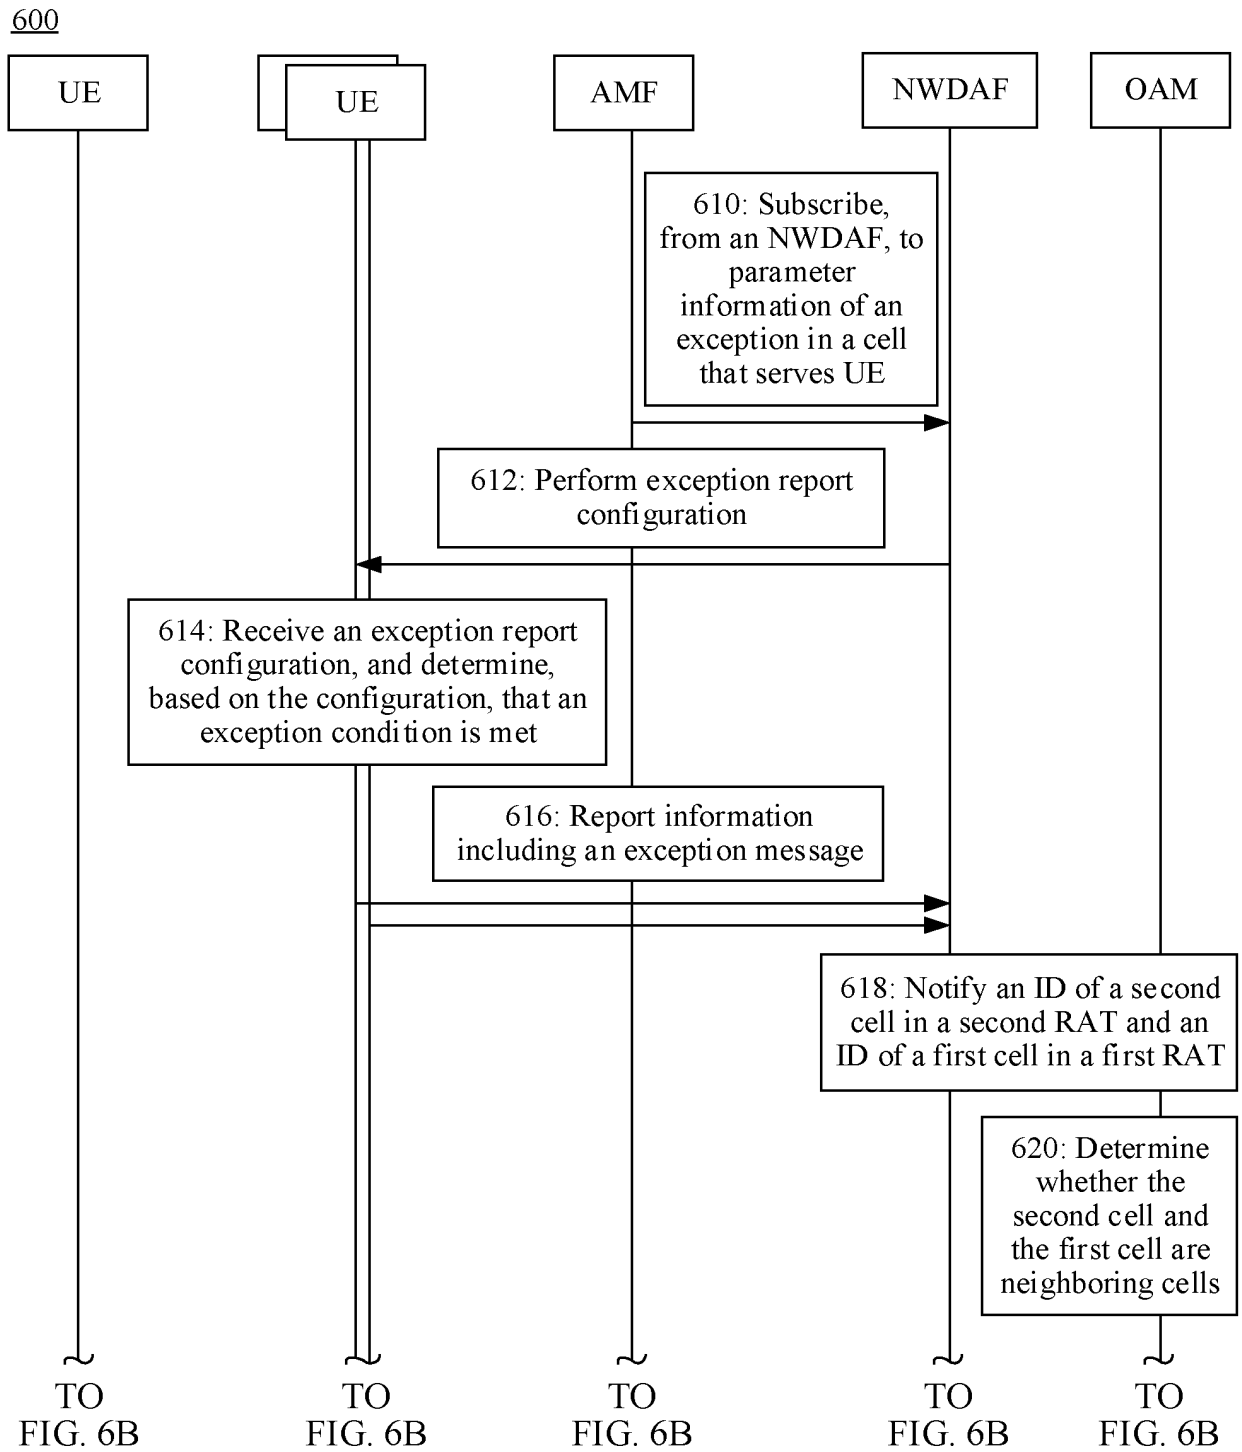 600
UE
UE
AMF
NWDAF
OAM
610: Subscribe,
from an NWDAF, to
parameter
information of an
exception in a cell
that serves UE
612: Perform exception report
configuration
614: Receive an exception report
configuration, and determine,
based on the configuration, that an
exception condition is met
616: Report information
including an exception message
618: Notify an ID of a second
cell in a second RAT and an
ID of a first cell in a first RAT
620: Determine
whether the
second cell and
the first cell are
neighboring cells
TO
FIG. 6B
TO
FIG. 6B
TO
FIG. 6B
TO
FIG. 6B
TO
FIG. 6B